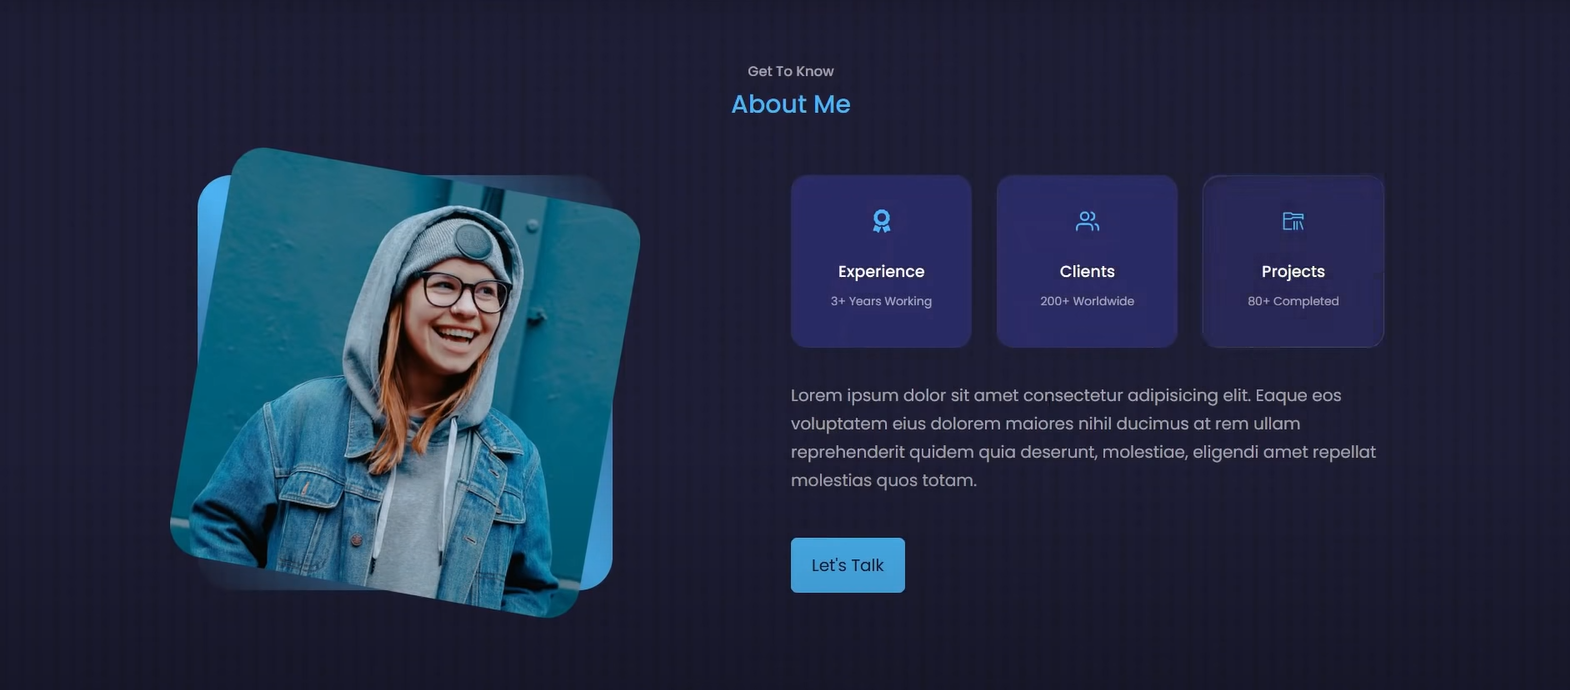 Get To Know
About Me
Experience
3+ Years Working
Clients
200+ Worldwide
Projects
80+ Completed
Lorem ipsum dolor sit amet consectetur adipisicing elit. Eaque eos
voluptatem eius dolorem maiores nihil ducimus at rem ullam
reprehenderit quidem quia deserunt, molestiae, eligendi amet repellat
molestias quos totam.
Let's Talk